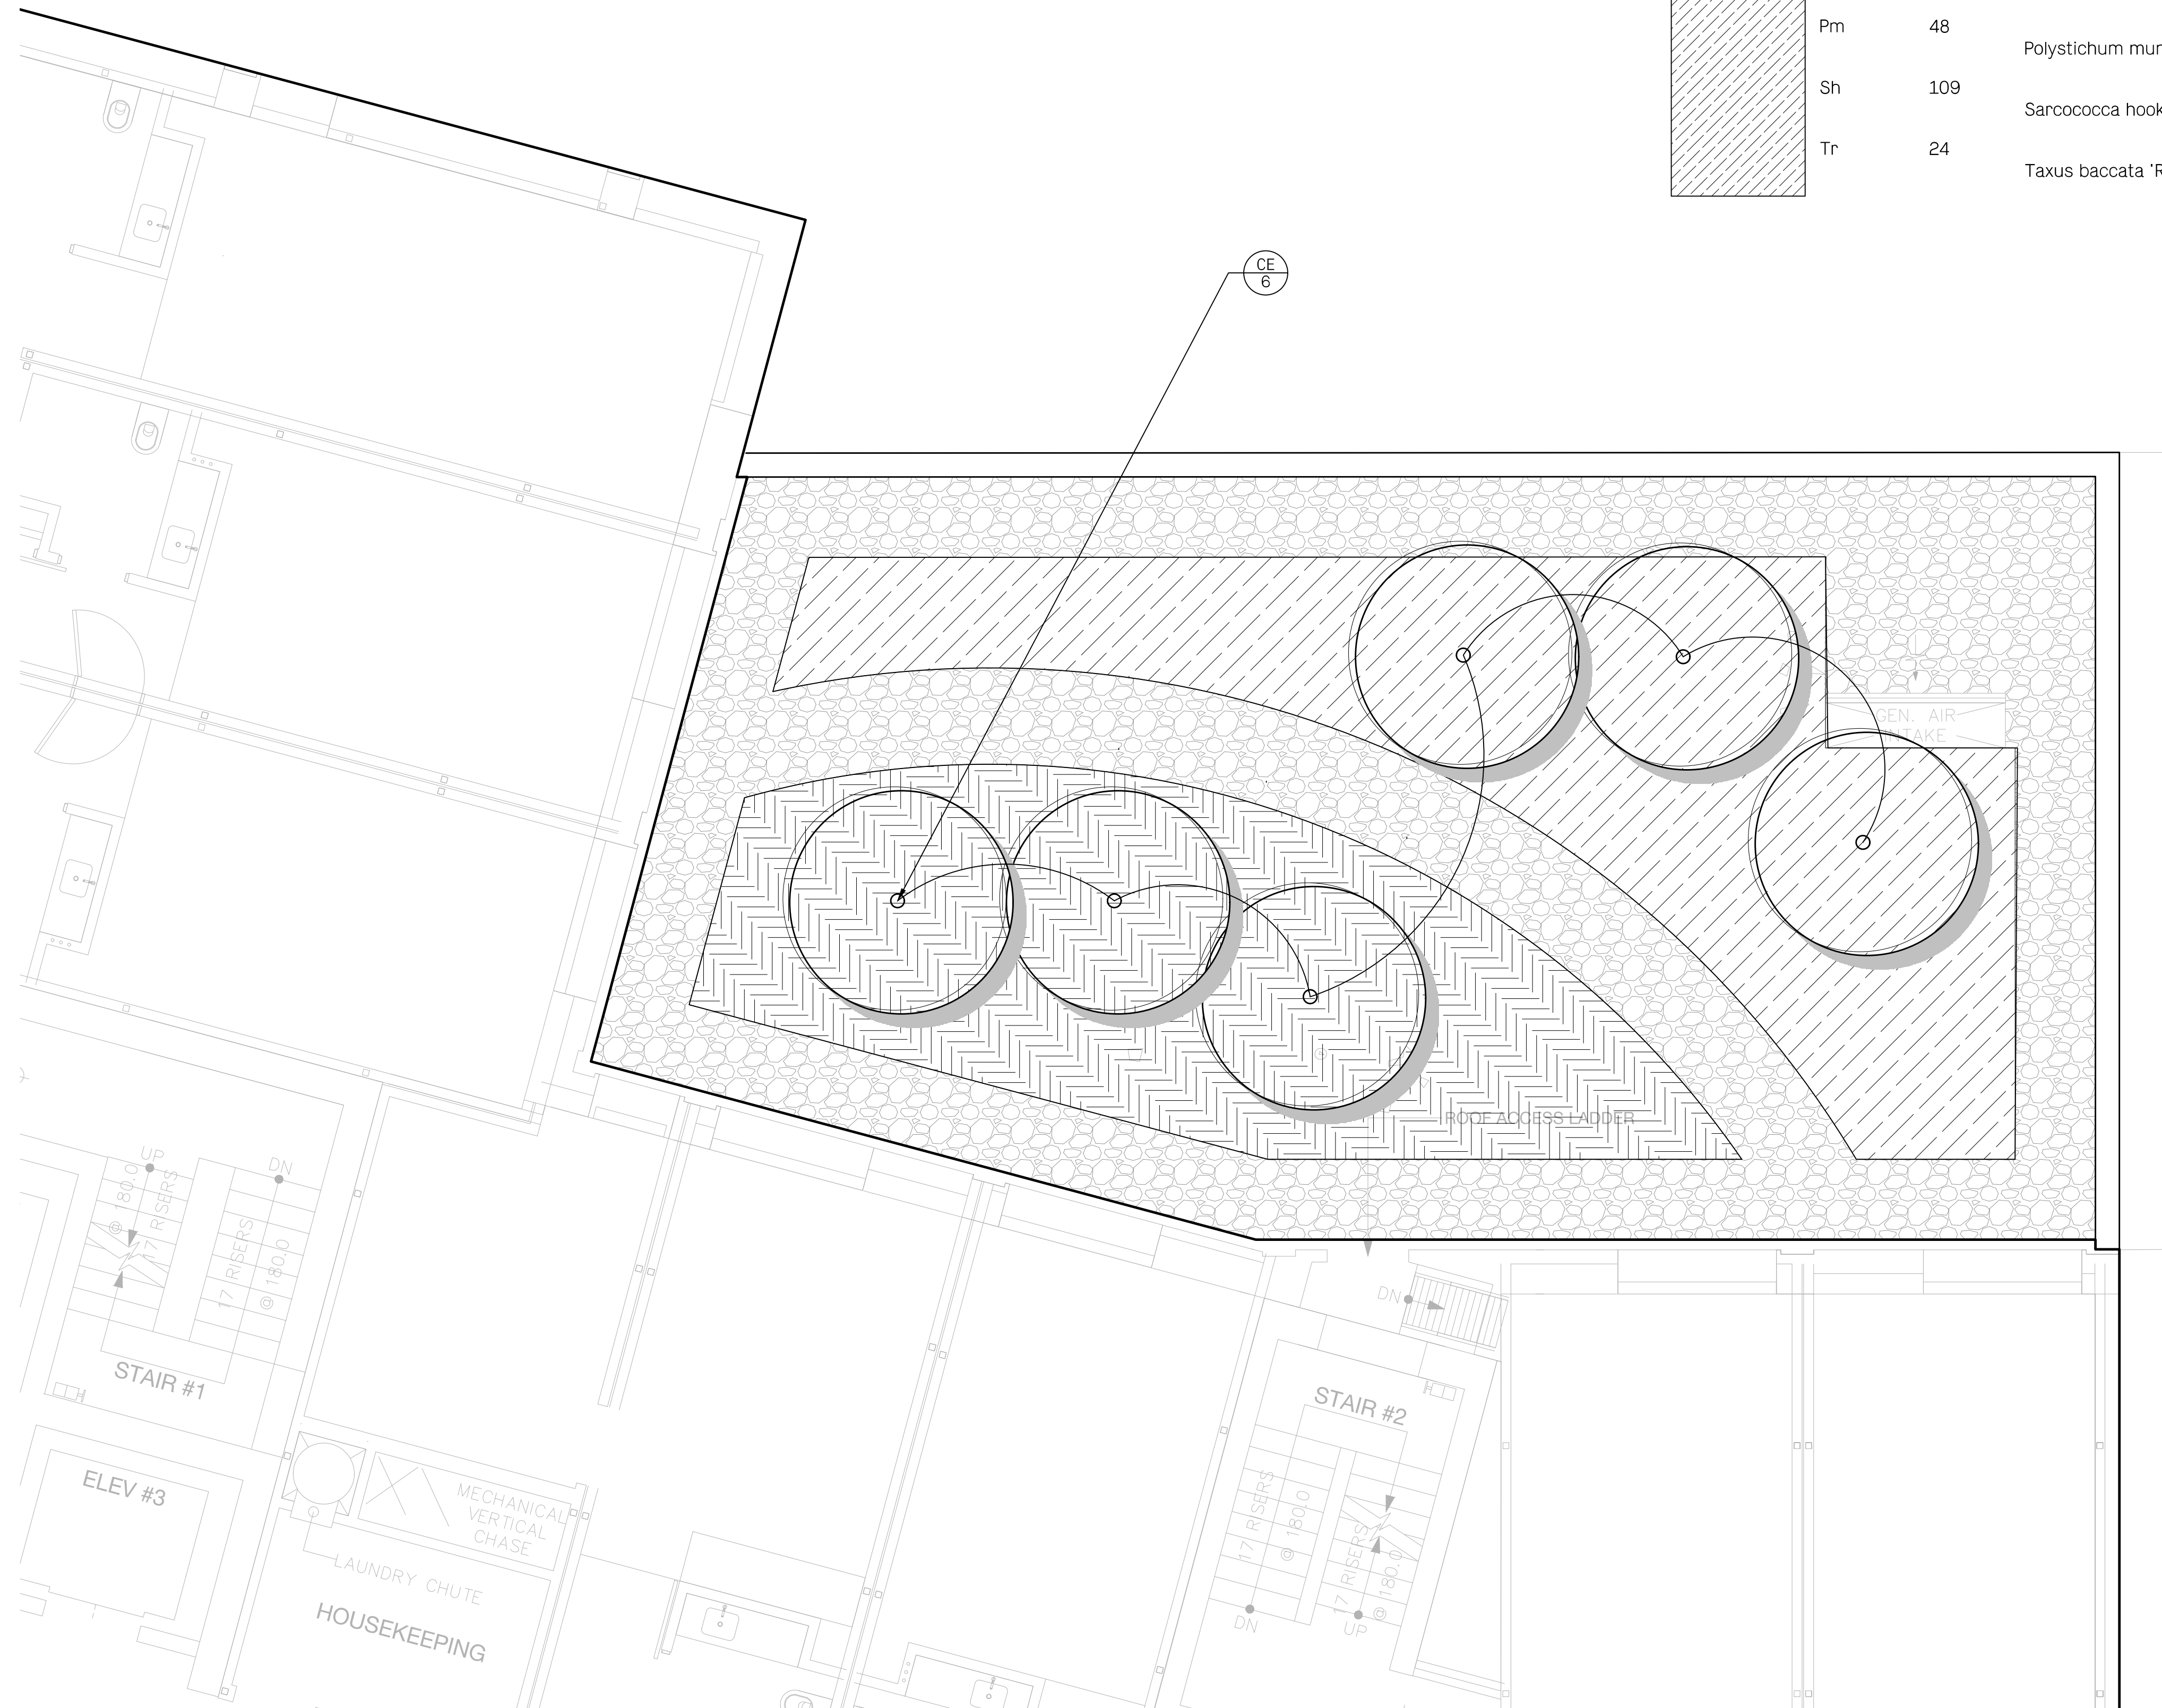 Pm 48
Polystichum mun
Sh 109
Sarcococca hook
Tr 24
Taxus baccata 'R
CE
6
GEN. AIR
INTAKE
ROOF ACCESS LADDER
UP
17 RISERS
@ 180.0
DN
17 RISERS
@ 180.0
STAIR #1
DN
STAIR #2
ELEV #3
MECHANICAL
VERTICAL
CHASE
LAUNDRY CHUTE
HOUSEKEEPING
17 RISERS
@ 180.0
DN
17 RISERS
@ 180.0
UP